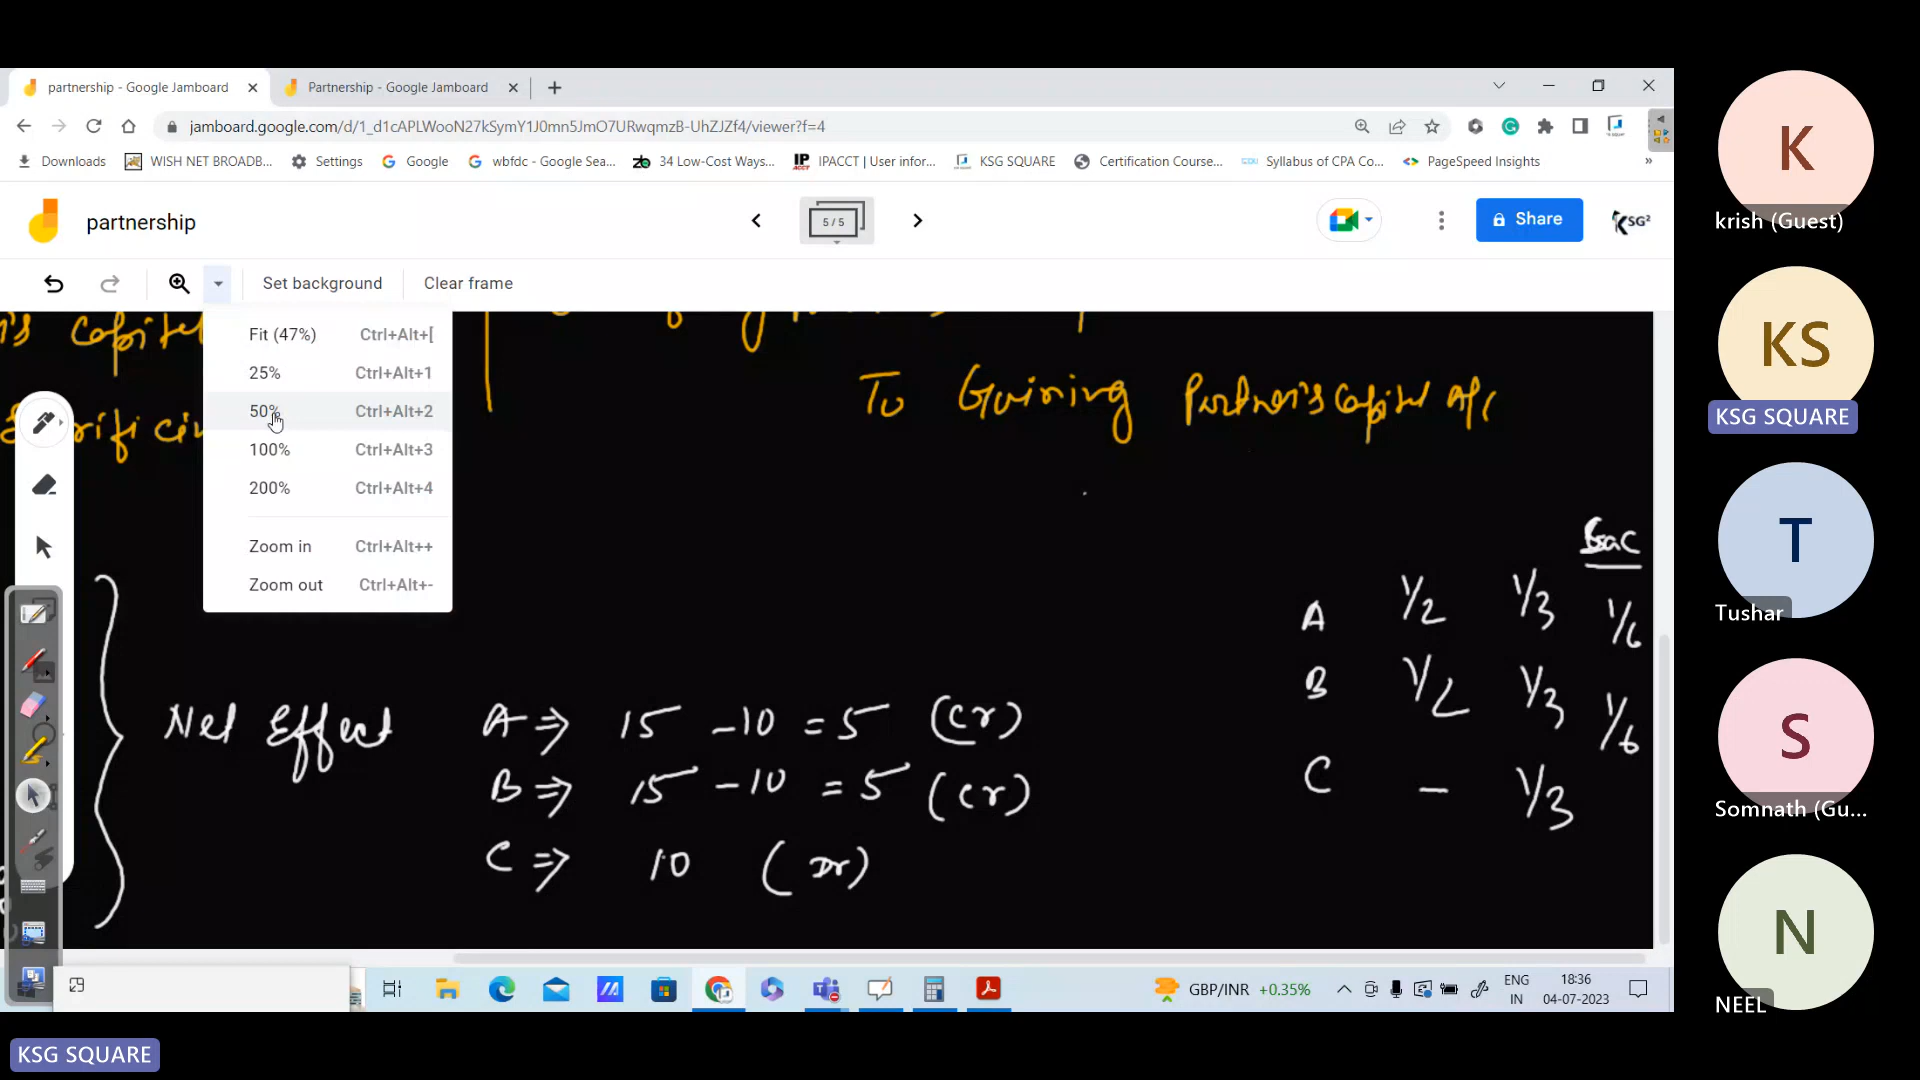 partnership - Google Jamboard
Partnership - Google Jamboard
jamboard.google.com/d/1_d1cAPLWooN27kSymY1J0mn5JmO7URwqmzB-UhZJZf4/viewer?f=4
Downloads WISH NET BROADB... Settings Google wbfdc - Google Sea... 34 Low-Cost Ways... IPACCT | User infor... KSG SQUARE Certification Course... Syllabus of CPA Co... PageSpeed Insights »
partnership
5 / 5
Share
KSG²
Set background Clear frame
Fit (47%) Ctrl+Alt+[
25% Ctrl+Alt+1
50% Ctrl+Alt+2
100% Ctrl+Alt+3
200% Ctrl+Alt+4
Zoom in Ctrl+Alt++
Zoom out Ctrl+Alt+-
To Gaining Partner's Capital A/c
Sac
A 1/2 1/3 1/6
B 1/2 1/3 1/6
C – 1/3
Net Effect A ⇒ 15 - 10 = 5 (Cr)
B ⇒ 15 - 10 = 5 (Cr)
C ⇒ 10 (Dr)
GBP/INR +0.35%
ENG
IN
18:36
04-07-2023
K
krish (Guest)
KS
KSG SQUARE
T
Tushar
S
Somnath (Gu...
N
NEEL
KSG SQUARE